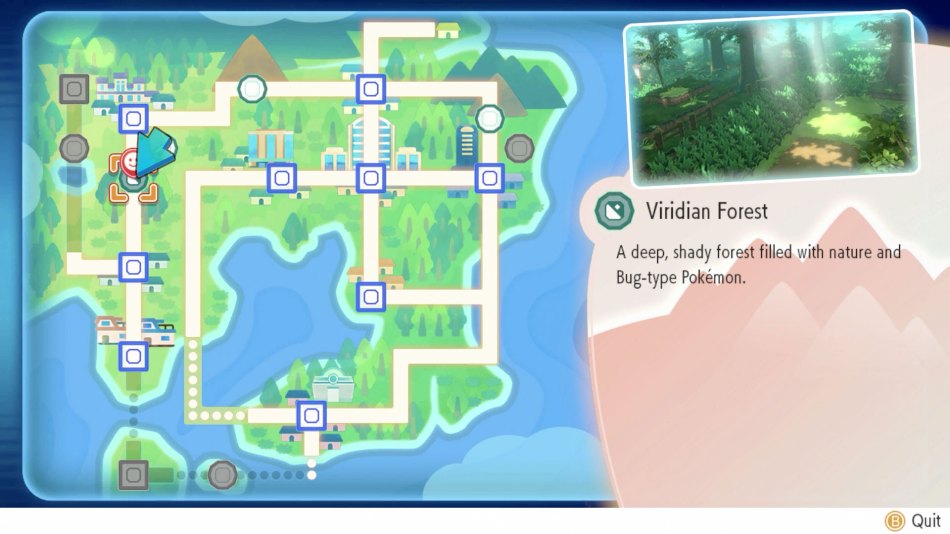 Viridian Forest
A deep, shady forest filled with nature and
Bug-type Pokémon.
B Quit